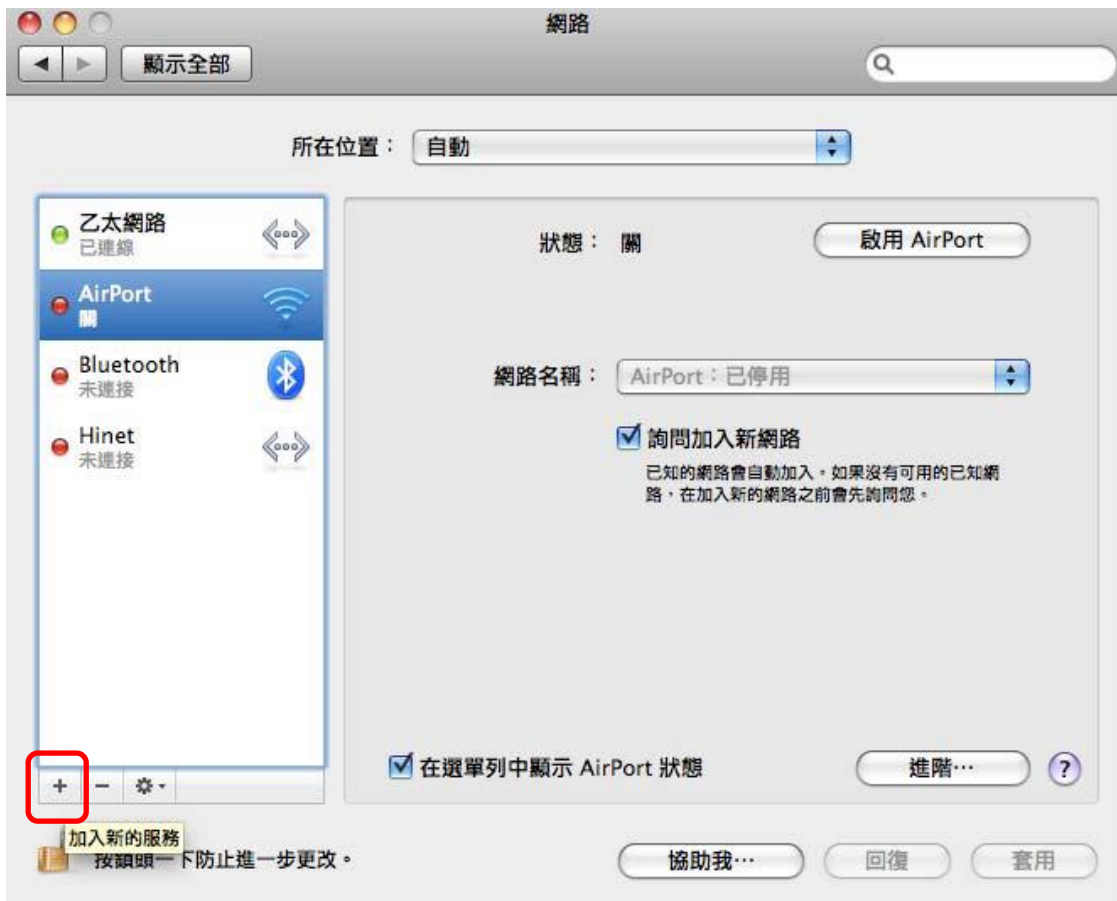 網路
顯示全部
所在位置： 自動
乙太網路
已連線
AirPort
關
Bluetooth
未連接
Hinet
未連接
狀態： 關
啟用 AirPort
網路名稱： AirPort：已停用
詢問加入新網路
已知的網路會自動加入。如果沒有可用的已知網
路，在加入新的網路之前會先詢問您。
在選單列中顯示 AirPort 狀態
進階…
?
+ −
加入新的服務
按鎖頭一下防止進一步更改。
協助我…
回復
套用